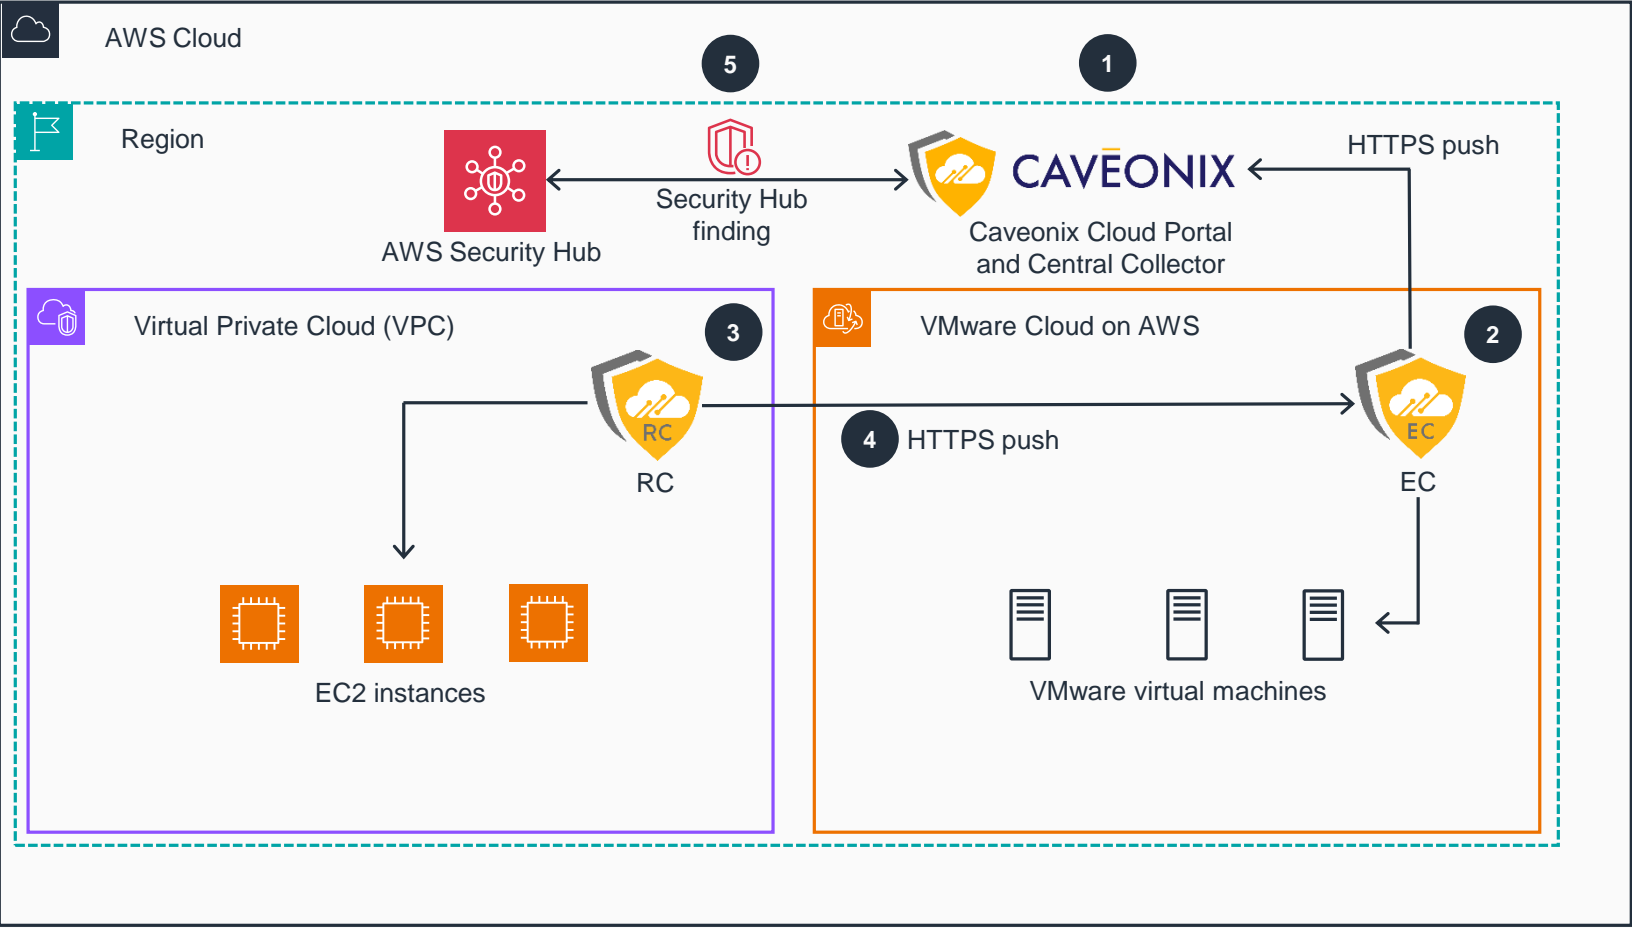 AWS Cloud
5
1
Region
HTTPS push
CAVĒONIX
Security Hub
finding
AWS Security Hub
Caveonix Cloud Portal
and Central Collector
Virtual Private Cloud (VPC)
3
VMware Cloud on AWS
2
RC
EC
4
HTTPS push
RC
EC
EC2 instances
VMware virtual machines